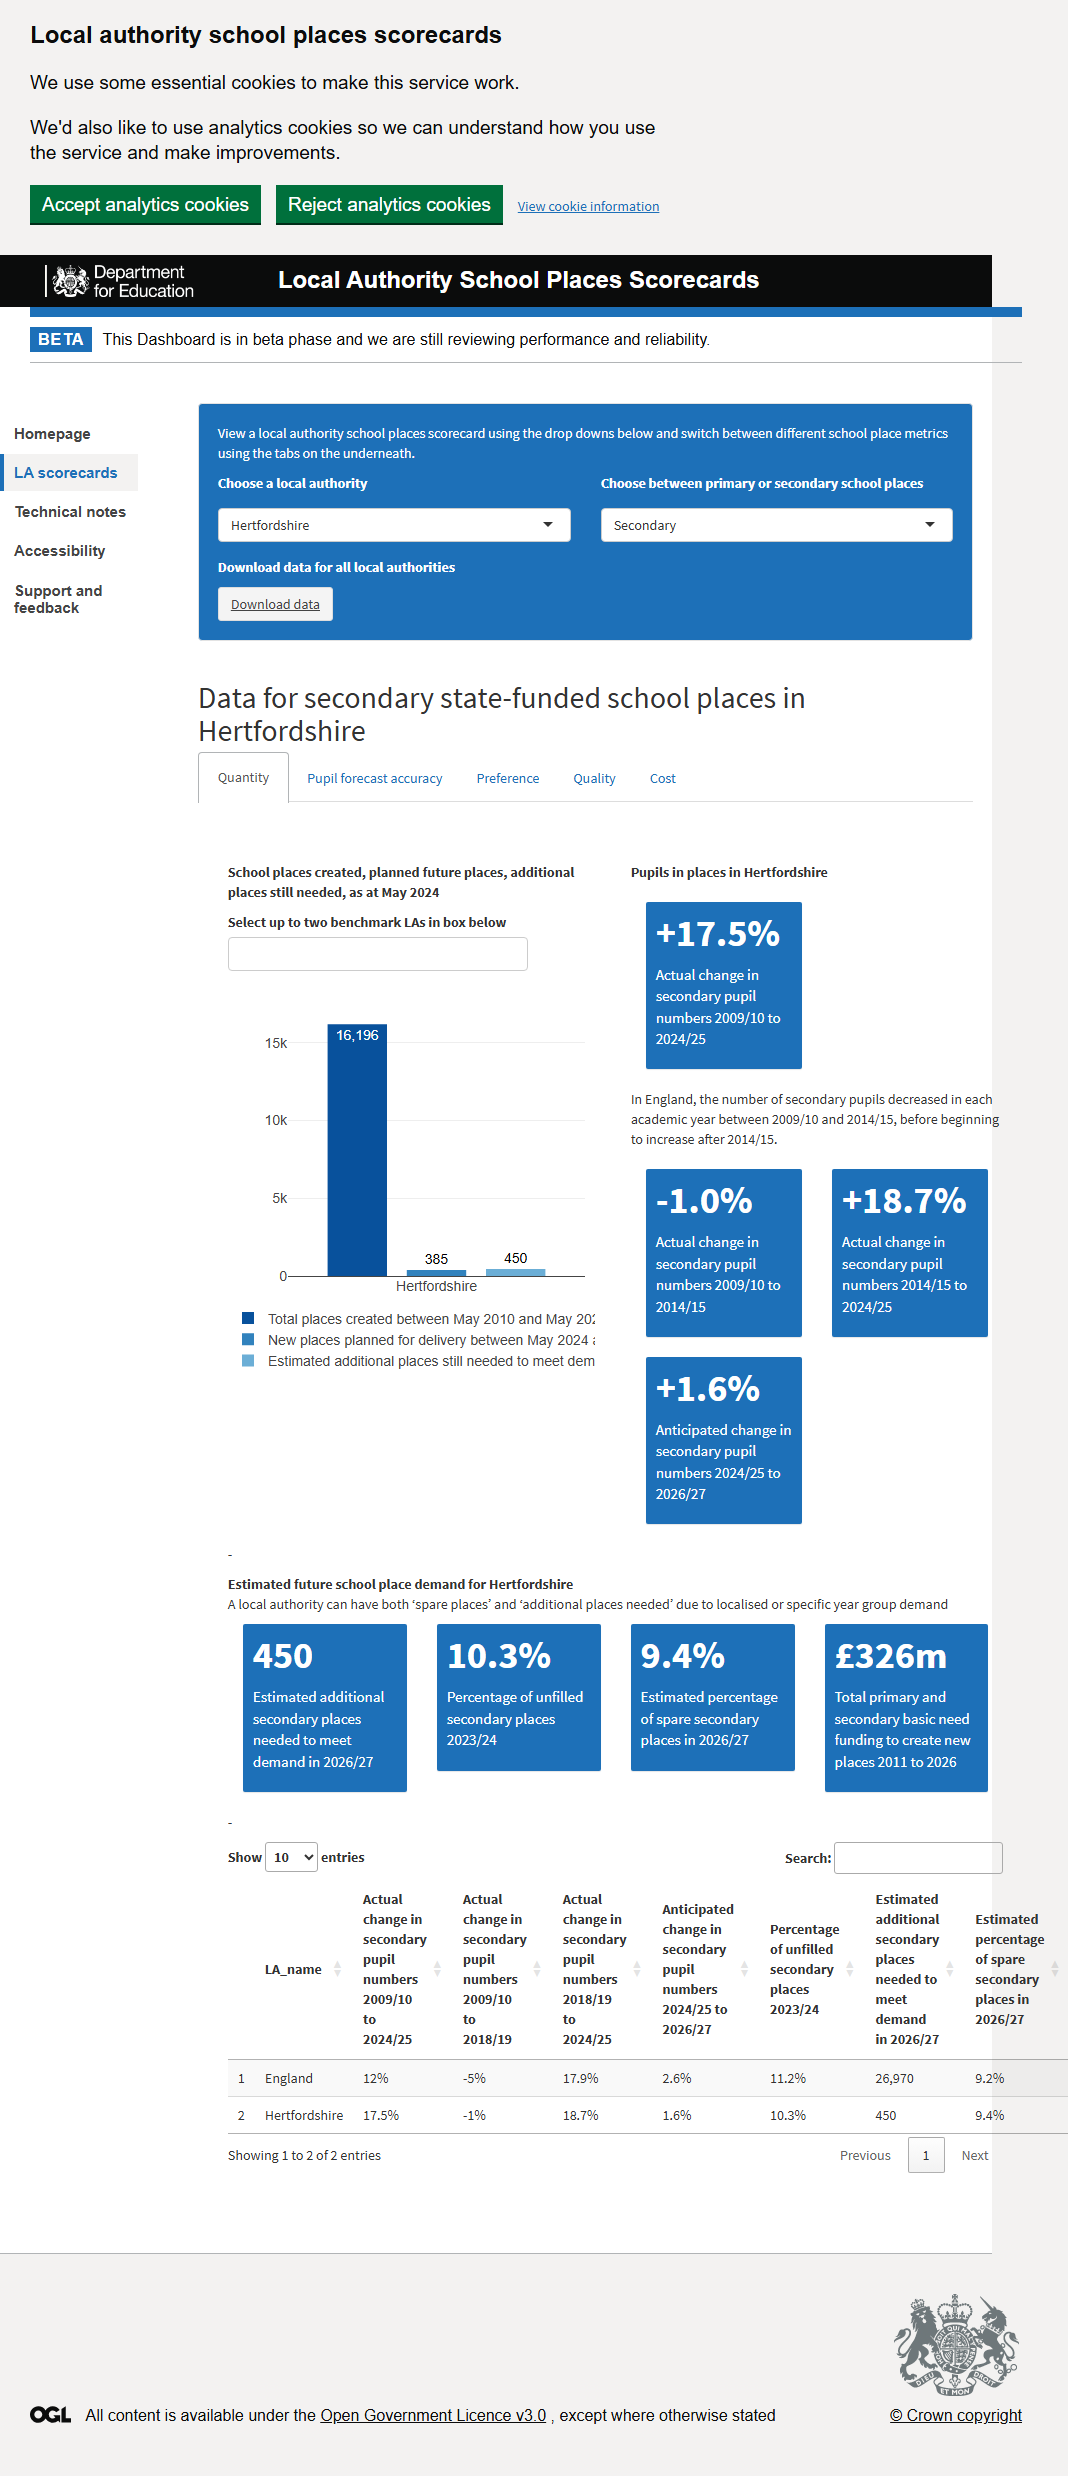 Local authority school places scorecards
We use some essential cookies to make this service work.
We'd also like to use analytics cookies so we can understand how you use
the service and make improvements.
Accept analytics cookies
Reject analytics cookies
View cookie information
Department
for Education
Local Authority School Places Scorecards
BETA
This Dashboard is in beta phase and we are still reviewing performance and reliability.
Homepage
LA scorecards
Technical notes
Accessibility
Support and
feedback
View a local authority school places scorecard using the drop downs below and switch between different school place metrics
using the tabs on the underneath.
Choose a local authority
Hertfordshire
Choose between primary or secondary school places
Secondary
Download data for all local authorities
Download data
Data for secondary state-funded school places in
Hertfordshire
Quantity
Pupil forecast accuracy
Preference
Quality
Cost
School places created, planned future places, additional
places still needed, as at May 2024
Select up to two benchmark LAs in box below
15k
10k
5k
0
16,196
385
450
Hertfordshire
Total places created between May 2010 and May 202
New places planned for delivery between May 2024
Estimated additional places still needed to meet dem
Pupils in places in Hertfordshire
+17.5%
Actual change in
secondary pupil
numbers 2009/10 to
2024/25
In England, the number of secondary pupils decreased in each
academic year between 2009/10 and 2014/15, before beginning
to increase after 2014/15.
-1.0%
Actual change in
secondary pupil
numbers 2009/10 to
2014/15
+18.7%
Actual change in
secondary pupil
numbers 2014/15 to
2024/25
+1.6%
Anticipated change in
secondary pupil
numbers 2024/25 to
2026/27
-
Estimated future school place demand for Hertfordshire
A local authority can have both ‘spare places’ and ‘additional places needed’ due to localised or specific year group demand
450
Estimated additional
secondary places
needed to meet
demand in 2026/27
10.3%
Percentage of unfilled
secondary places
2023/24
9.4%
Estimated percentage
of spare secondary
places in 2026/27
£326m
Total primary and
secondary basic need
funding to create new
places 2011 to 2026
-
Show 10 entries
Search:
LA_name
Actual
change in
secondary
pupil
numbers
2009/10
to
2024/25
Actual
change in
secondary
pupil
numbers
2009/10
to
2018/19
Actual
change in
secondary
pupil
numbers
2018/19
to
2024/25
Anticipated
change in
secondary
pupil
numbers
2024/25 to
2026/27
Percentage
of unfilled
secondary
places
2023/24
Estimated
additional
secondary
places
needed to
meet
demand
in 2026/27
Estimated
percentage
of spare
secondary
places in
2026/27
1 England 12% -5% 17.9% 2.6% 11.2% 26,970 9.2%
2 Hertfordshire 17.5% -1% 18.7% 1.6% 10.3% 450 9.4%
Showing 1 to 2 of 2 entries
Previous 1 Next
OGL All content is available under the Open Government Licence v3.0 , except where otherwise stated
© Crown copyright